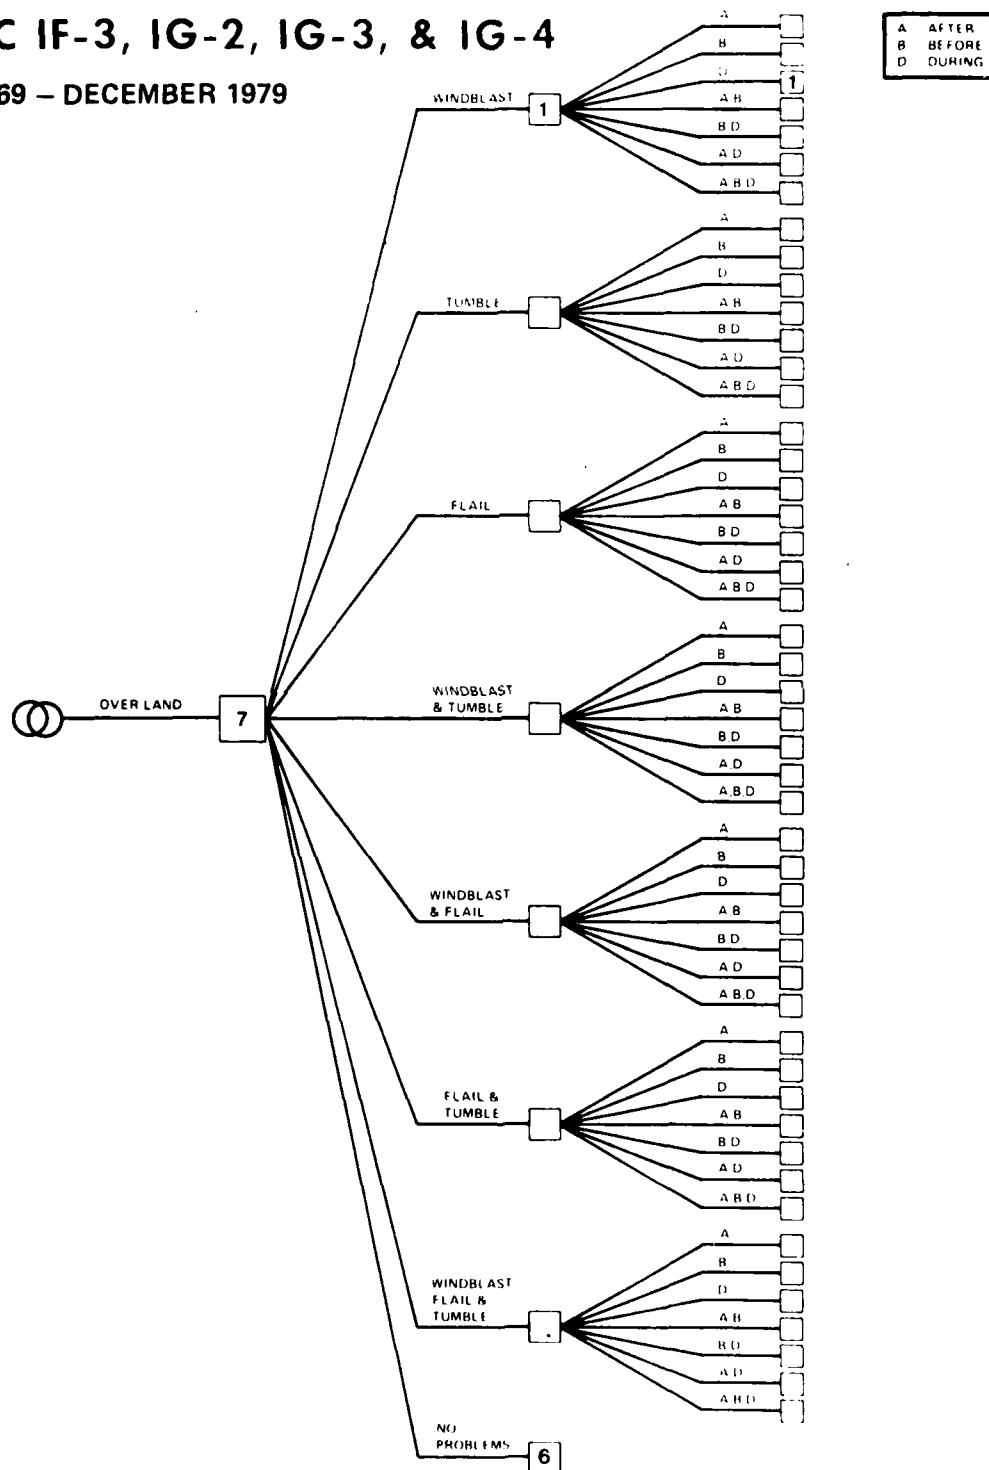 C IF-3, IG-2, IG-3, & IG-4
69 – DECEMBER 1979
A AFTER
B BEFORE
D DURING
WINDBLAST
1
A
B
D
1
A B
B D
A D
A B D
TUMBLE
A
B
D
A B
B D
A D
A B D
FLAIL
A
B
D
A B
B D
A D
A B D
OVER LAND
7
WINDBLAST
& TUMBLE
A
B
D
A B
B.D
A.D
A.B.D
WINDBLAST
& FLAIL
A
B
D
A.B
B.D
A D
A B.D
FLAIL &
TUMBLE
A
B
D
A B
B D
A D
A B D
WINDBLAST
FLAIL &
TUMBLE
A
B
D
A B
B D
A D
A B D
NO
PROBLEMS
6